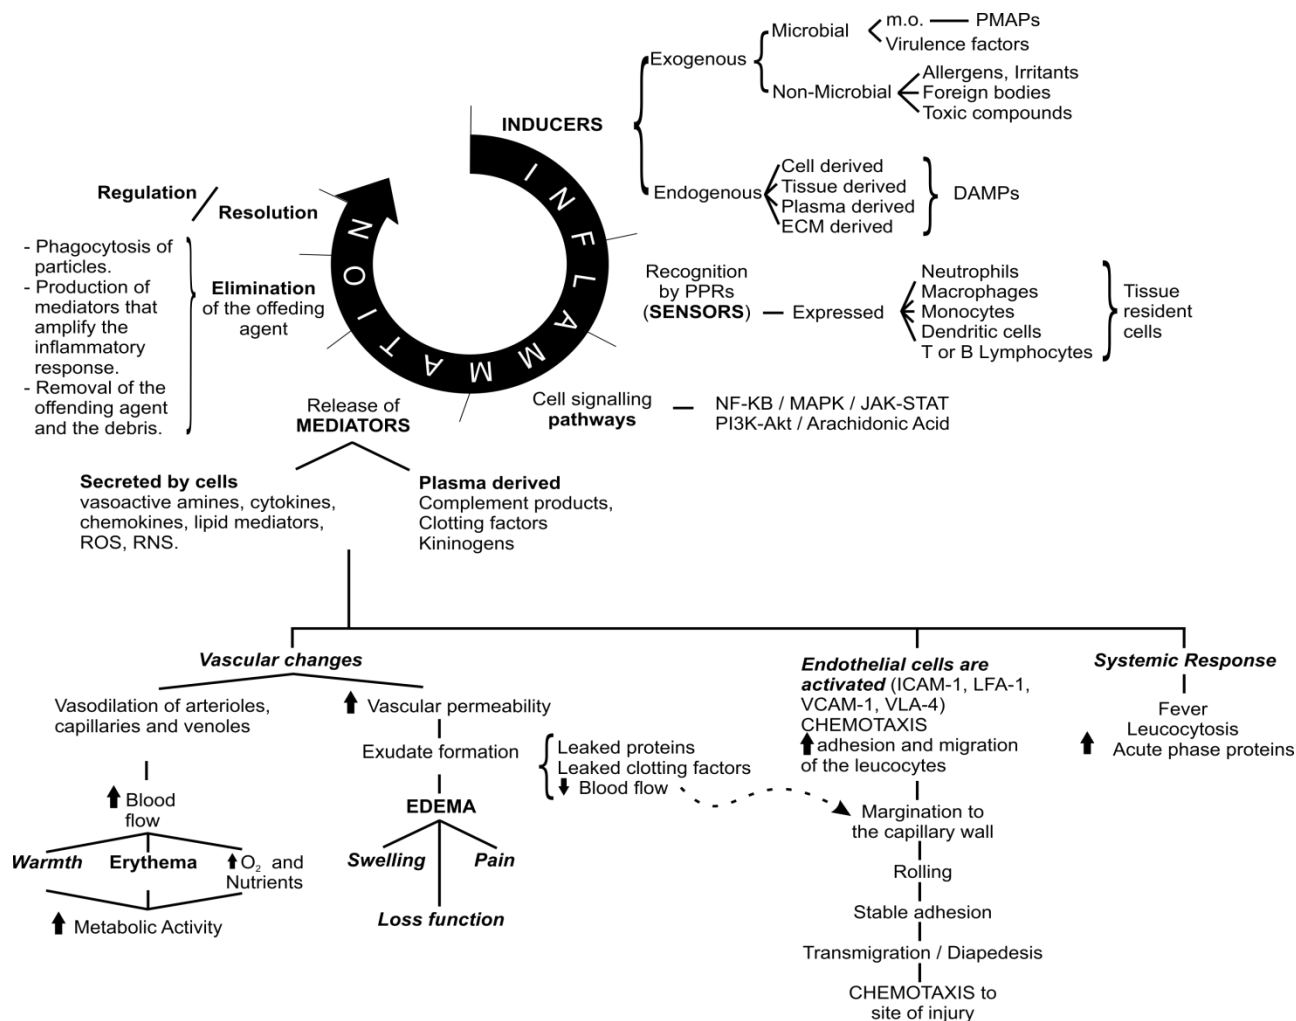 INDUCERS
Exogenous
Microbial
m.o.
PMAPs
Virulence factors
Non-Microbial
Allergens, Irritants
Foreign bodies
Toxic compounds
Endogenous
Cell derived
Tissue derived
Plasma derived
ECM derived
DAMPs
INFLAMMATION
Recognition
by PPRs
(SENSORS)
Expressed
Neutrophils
Macrophages
Monocytes
Dendritic cells
T or B Lymphocytes
Tissue
resident
cells
Cell signalling
pathways
NF-KB / MAPK / JAK-STAT
PI3K-Akt / Arachidonic Acid
Release of
MEDIATORS
Secreted by cells
vasoactive amines, cytokines,
chemokines, lipid mediators,
ROS, RNS.
Plasma derived
Complement products,
Clotting factors
Kininogens
Elimination
of the offeding
agent
- Phagocytosis of
particles.
- Production of
mediators that
amplify the
inflammatory
response.
- Removal of the
offending agent
and the debris.
Regulation
/
Resolution
Vascular changes
Vasodilation of arterioles,
capillaries and venoles
Blood
flow
Warmth
Erythema
O₂ and
Nutrients
Metabolic Activity
Vascular permeability
Exudate formation
Leaked proteins
Leaked clotting factors
Blood flow
EDEMA
Swelling
Pain
Loss function
Endothelial cells are
activated (ICAM-1, LFA-1,
VCAM-1, VLA-4)
CHEMOTAXIS
adhesion and migration
of the leucocytes
Margination to
the capillary wall
Rolling
Stable adhesion
Transmigration / Diapedesis
CHEMOTAXIS to
site of injury
Systemic Response
Fever
Leucocytosis
Acute phase proteins